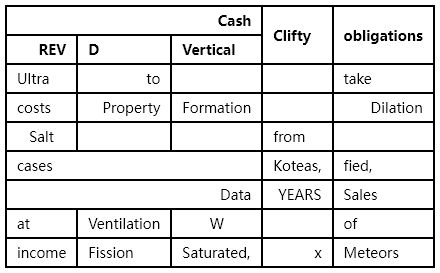 Cash Clifty obligations
REV D Vertical
Ultra to take
costs Property Formation Dilation
Salt from
cases Koteas, fied,
Data YEARS Sales
at Ventilation W of
income Fission Saturated, x Meteors